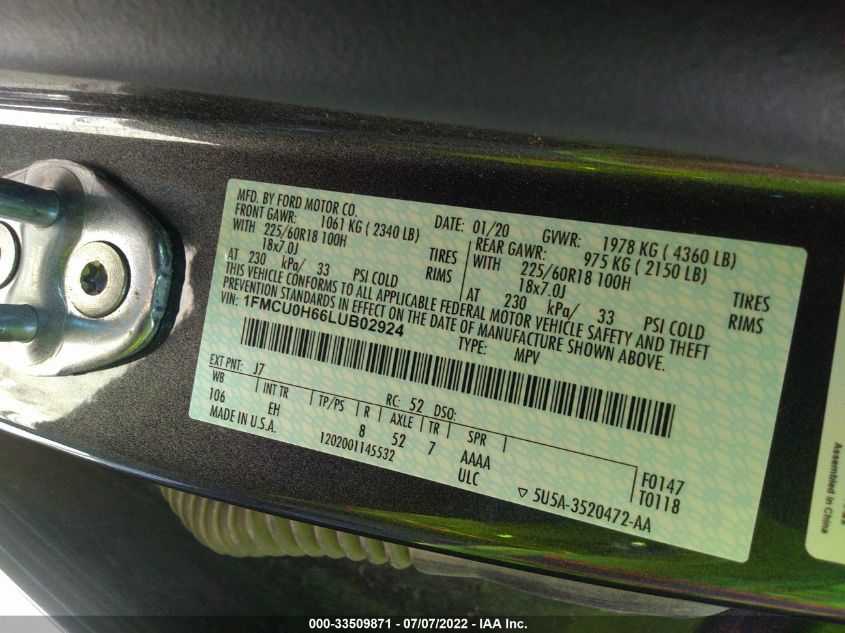 MFD. BY FORD MOTOR CO.
DATE: 01/20 GVWR: 1978 KG ( 4360 LB)
FRONT GAWR: 1061 KG ( 2340 LB) REAR GAWR: 975 KG ( 2150 LB)
WITH 225/60R18 100H TIRES WITH 225/60R18 100H TIRES
18x7.0J RIMS 18x7.0J RIMS
AT 230 kPa/ 33 PSI COLD AT 230 kPa/ 33 PSI COLD
THIS VEHICLE CONFORMS TO ALL APPLICABLE FEDERAL MOTOR VEHICLE SAFETY AND THEFT
PREVENTION STANDARDS IN EFFECT ON THE DATE OF MANUFACTURE SHOWN ABOVE.
VIN: 1FMCU0H66LUB02924
TYPE: MPV
EXT PNT: J7 RC: 52 DSO:
WB INT TR TP/PS R AXLE TR SPR
106 EH 8 52 7 AAAA F0147
MADE IN U.S.A. 1202001145532 ULC T0118
▽ 5U5A-3520472-AA
Assembled in China
000-33509871 - 07/07/2022 - IAA Inc.